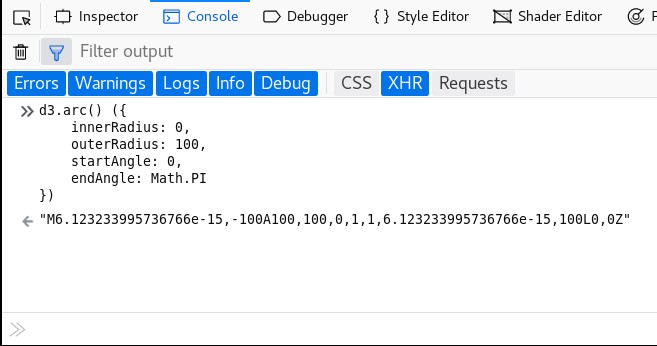 Inspector Console Debugger Style Editor Shader Editor P
Filter output
Errors Warnings Logs Info Debug CSS XHR Requests
» d3.arc() ({
innerRadius: 0,
outerRadius: 100,
startAngle: 0,
endAngle: Math.PI
})
← "M6.123233995736766e-15,-100A100,100,0,1,1,6.123233995736766e-15,100L0,0Z"
»